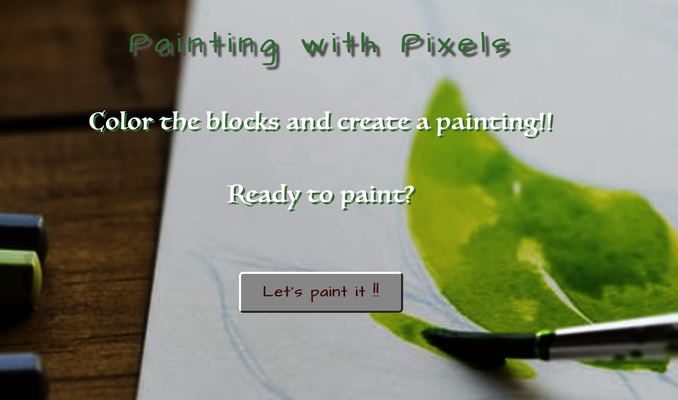 Painting with Pixels
Color the blocks and create a painting!!
Ready to paint?
Let's paint it !!